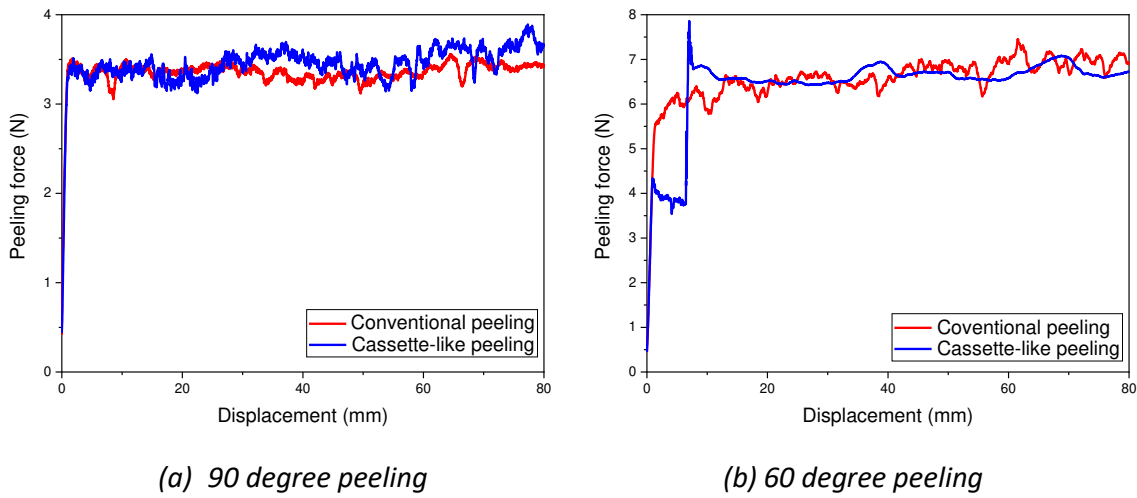 4
3
2
1
0
0
20
40
60
80
Peeling force (N)
Displacement (mm)
Conventional peeling
Cassette-like peeling
(a) 90 degree peeling
8
7
6
5
4
3
2
1
0
0
20
40
60
80
Peeling force (N)
Displacement (mm)
Coventional peeling
Cassette-like peeling
(b) 60 degree peeling